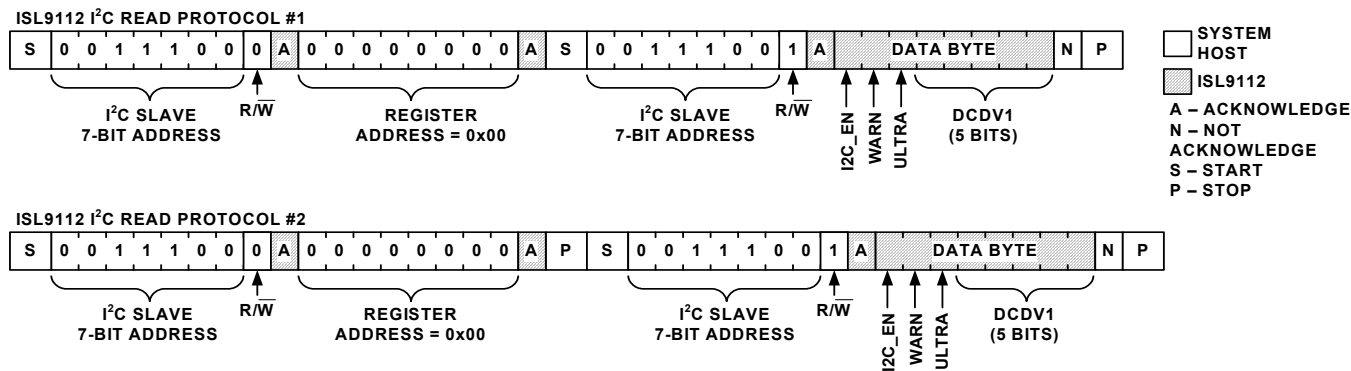 ISL9112 I²C READ PROTOCOL #1
S 0 0 1 1 1 0 0 0 A 0 0 0 0 0 0 0 0 A S 0 0 1 1 1 0 0 1 A DATA BYTE N P
I²C SLAVE
7-BIT ADDRESS
R/W̅
REGISTER
ADDRESS = 0x00
I²C SLAVE
7-BIT ADDRESS
R/W̅
I2C_EN
WARN
ULTRA
DCDV1
(5 BITS)
SYSTEM
HOST
ISL9112
A – ACKNOWLEDGE
N – NOT
ACKNOWLEDGE
S – START
P – STOP
ISL9112 I²C READ PROTOCOL #2
S 0 0 1 1 1 0 0 0 A 0 0 0 0 0 0 0 0 A P S 0 0 1 1 1 0 0 1 A DATA BYTE N P
I²C SLAVE
7-BIT ADDRESS
R/W̅
REGISTER
ADDRESS = 0x00
I²C SLAVE
7-BIT ADDRESS
R/W̅
I2C_EN
WARN
ULTRA
DCDV1
(5 BITS)